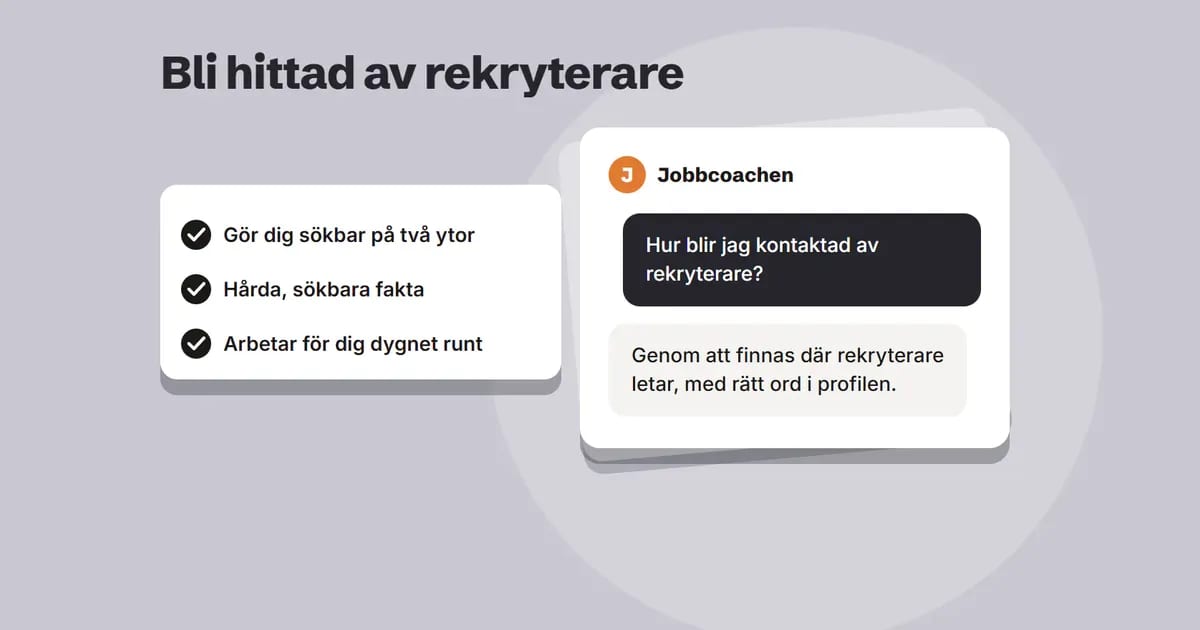 Bli hittad av rekryterare
Gör dig sökbar på två ytor
Hårda, sökbara fakta
Arbetar för dig dygnet runt
J Jobbcoachen
Hur blir jag kontaktad av
rekryterare?
Genom att finnas där rekryterare
letar, med rätt ord i profilen.